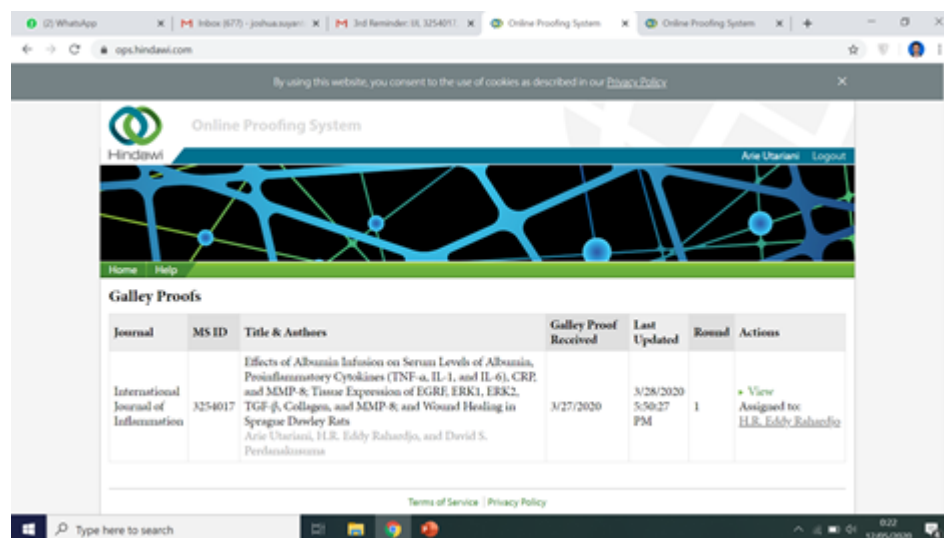 (2) WhatsApp
Inbox (677) - joshua.suyan
3rd Reminder: IJI, 3254017
Online Proofing System
Online Proofing System
ops.hindawi.com
By using this website, you consent to the use of cookies as described in our Privacy Policy
Hindawi
Online Proofing System
Arie Utariani Logout
Home Help
Galley Proofs
Journal MS ID Title & Authors Galley Proof Received Last Updated Round Actions
International Journal of Inflammation
3254017
Effects of Albumin Infusion on Serum Levels of Albumin,
Proinflammatory Cytokines (TNF-α, IL-1, and IL-6), CRP,
and MMP-8; Tissue Expression of EGRF, ERK1, ERK2,
TGF-β, Collagen, and MMP-8; and Wound Healing in
Sprague Dawley Rats
Arie Utariani, H.R. Eddy Rahardjo, and David S.
Perdanakusuma
3/27/2020
3/28/2020
5:50:27
PM
1
» View
Assigned to:
H.R. Eddy Rahardjo
Terms of Service | Privacy Policy
Type here to search
0:22
12/05/2020